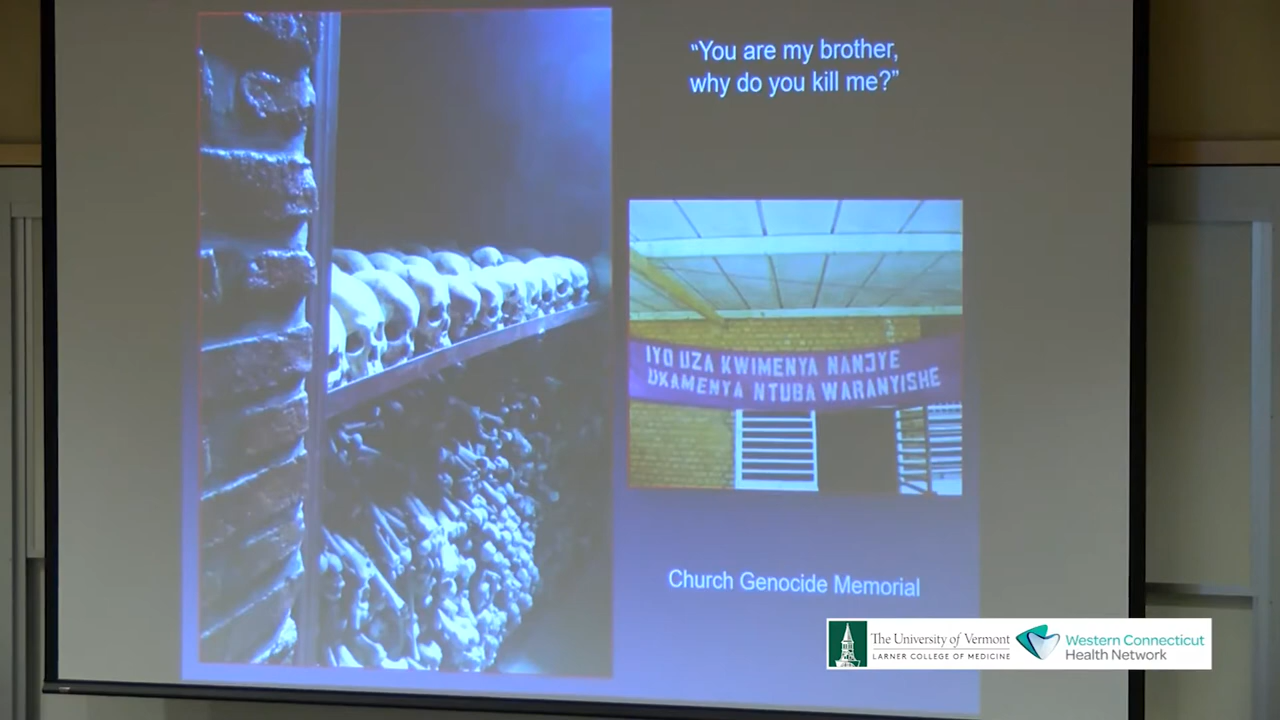 “You are my brother,
why do you kill me?”
IYO UZA KWIMENYA NANJYE
UKAMENYA NTUBA WARANYISHE
Church Genocide Memorial
The University of Vermont
LARNER COLLEGE OF MEDICINE
Western Connecticut
Health Network